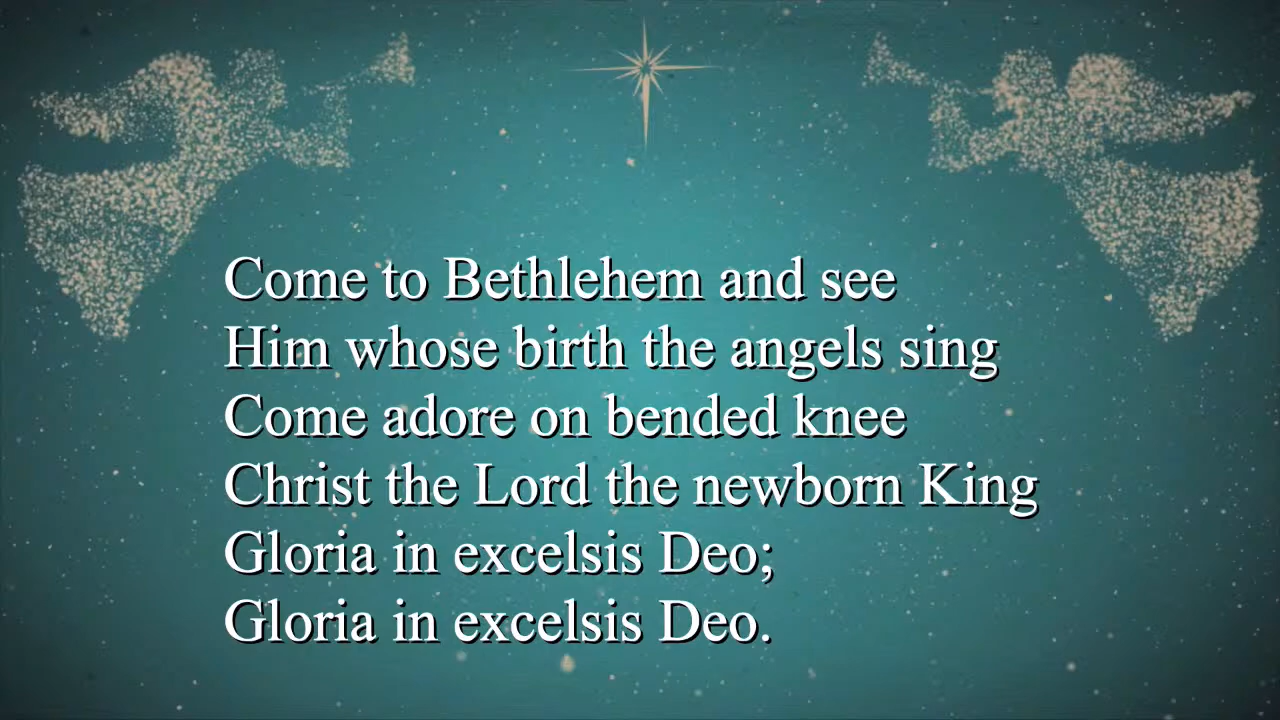 Come to Bethlehem and see
Him whose birth the angels sing
Come adore on bended knee
Christ the Lord the newborn King
Gloria in excelsis Deo;
Gloria in excelsis Deo.